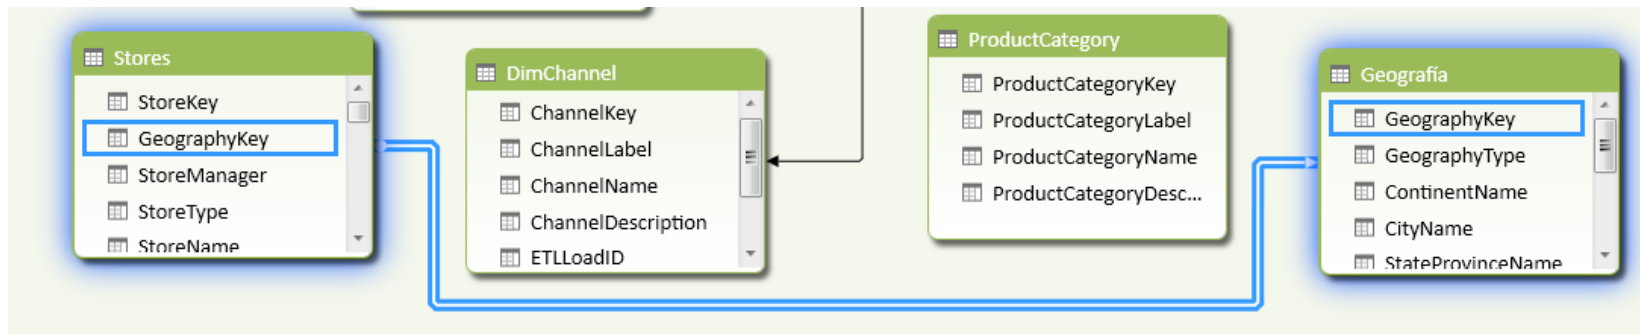 Stores
StoreKey
GeographyKey
StoreManager
StoreType
StoreName
DimChannel
ChannelKey
ChannelLabel
ChannelName
ChannelDescription
ETLLoadID
ProductCategory
ProductCategoryKey
ProductCategoryLabel
ProductCategoryName
ProductCategoryDesc...
Geografía
GeographyKey
GeographyType
ContinentName
CityName
StateProvinceName